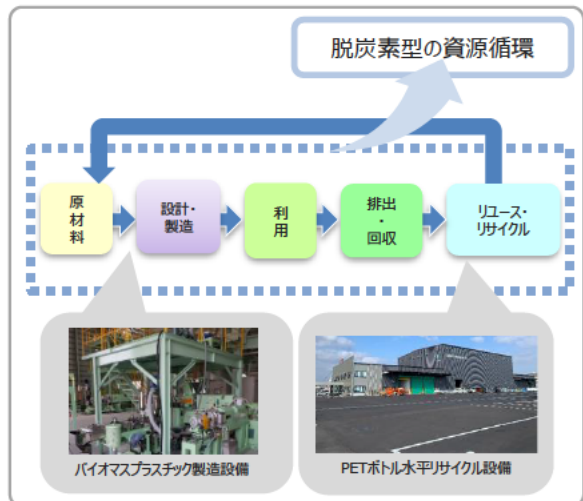 脱炭素型の資源循環
原
材
料
設計・
製造
利
用
排出
・
回収
リユース・
リサイクル
バイオマスプラスチック製造設備
PETボトル水平リサイクル設備